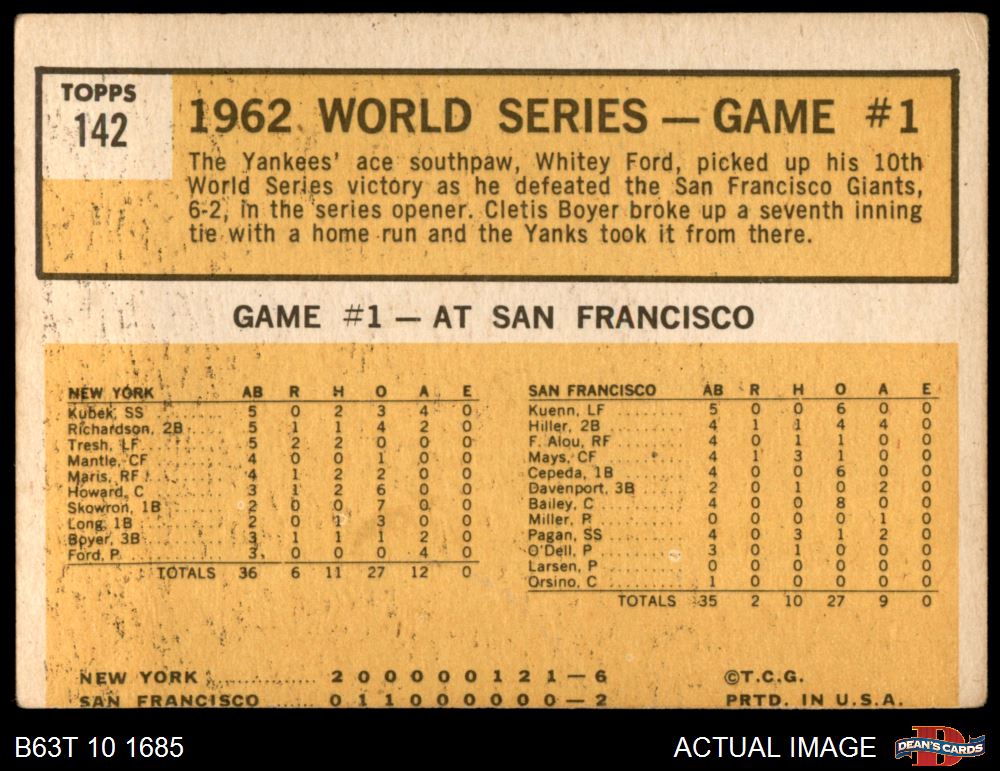 TOPPS
142
1962 WORLD SERIES — GAME #1
The Yankees' ace southpaw, Whitey Ford, picked up his 10th
World Series victory as he defeated the San Francisco Giants,
6-2, in the series opener. Cletis Boyer broke up a seventh inning
tie with a home run and the Yanks took it from there.
GAME #1 — AT SAN FRANCISCO
NEW YORK AB R H O A E
Kubek, SS 5 0 2 3 4 0
Richardson, 2B 5 1 1 4 2 0
Tresh, LF 5 2 2 0 0 0
Mantle, CF 4 0 0 1 0 0
Maris, RF 4 1 2 2 0 0
Howard, C 3 1 2 6 0 0
Skowron, 1B 2 0 0 7 0 0
Long, 1B 2 0 1 3 0 0
Boyer, 3B 3 1 1 1 2 0
Ford, P 3 0 0 0 4 0
TOTALS 36 6 11 27 12 0
SAN FRANCISCO AB R H O A E
Kuenn, LF 5 0 0 6 0 0
Hiller, 2B 4 1 1 4 4 0
F. Alou, RF 4 0 1 1 0 0
Mays, CF 4 1 3 1 0 0
Cepeda, 1B 4 0 0 6 0 0
Davenport, 3B 2 0 1 0 2 0
Bailey, C 4 0 0 8 0 0
Miller, P 0 0 0 0 1 0
Pagan, SS 4 0 3 1 2 0
O'Dell, P 3 0 1 0 0 0
Larsen, P 0 0 0 0 0 0
Orsino, C 1 0 0 0 0 0
TOTALS 35 2 10 27 9 0
NEW YORK .............. 2 0 0 0 0 0 1 2 1 — 6
SAN FRANCISCO ..... 0 1 1 0 0 0 0 0 0 — 2
©T.C.G.
PRTD. IN U.S.A.
B63T 10 1685
ACTUAL IMAGE
D
DEAN'S CARDS